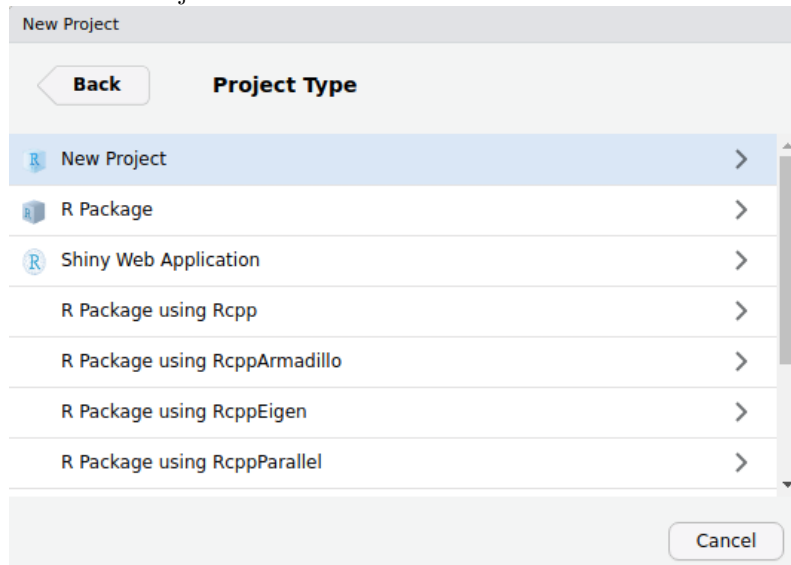 New Project
Back Project Type
R New Project
R R Package
R Shiny Web Application
R Package using Rcpp
R Package using RcppArmadillo
R Package using RcppEigen
R Package using RcppParallel
Cancel